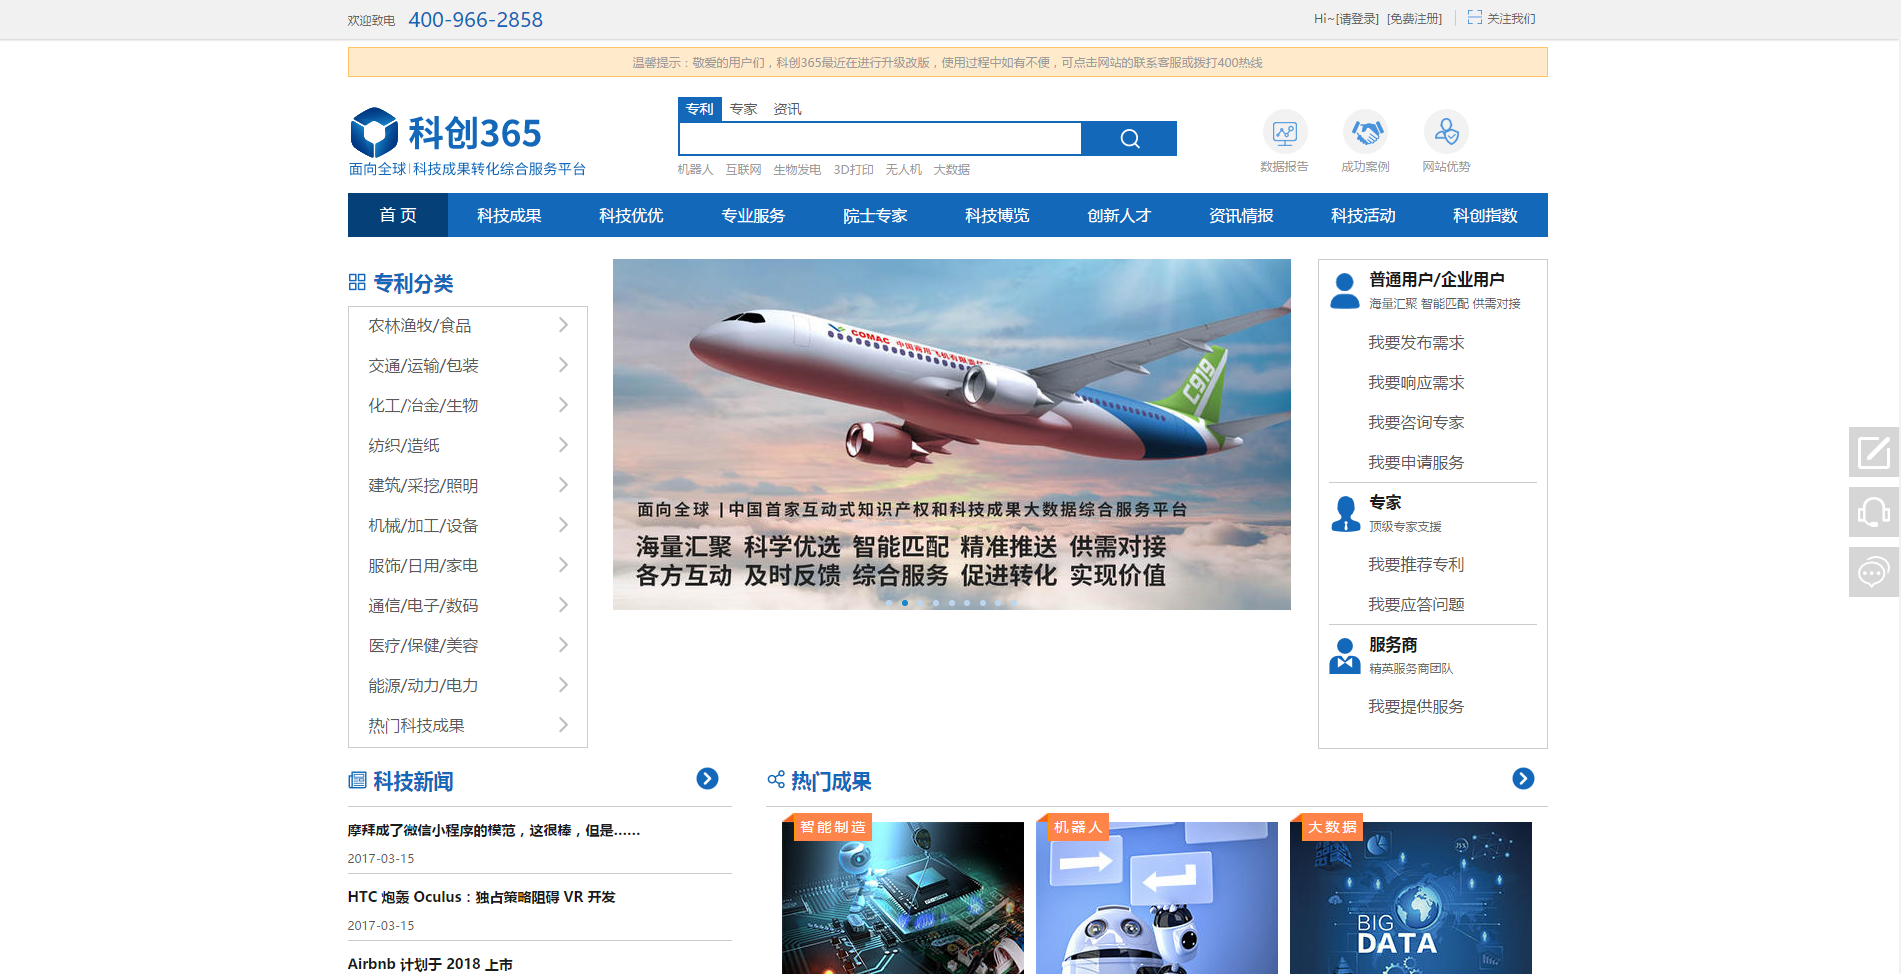 欢迎致电 400-966-2858
Hi~[请登录] [免费注册] 关注我们
温馨提示：敬爱的用户们，科创365最近在进行升级改版，使用过程中如有不便，可点击网站的联系客服或拨打400热线
科创365
面向全球|科技成果转化综合服务平台
专利 专家 资讯
机器人 互联网 生物发电 3D打印 无人机 大数据
数据报告 成功案例 网站优势
首 页 科技成果 科技优优 专业服务 院士专家 科技博览 创新人才 资讯情报 科技活动 科创指数
专利分类
农林渔牧/食品
交通/运输/包装
化工/冶金/生物
纺织/造纸
建筑/采挖/照明
机械/加工/设备
服饰/日用/家电
通信/电子/数码
医疗/保健/美容
能源/动力/电力
热门科技成果
COMAC 中国商用飞机有限责任
C919
面向全球 |中国首家互动式知识产权和科技成果大数据综合服务平台
海量汇聚 科学优选 智能匹配 精准推送 供需对接
各方互动 及时反馈 综合服务 促进转化 实现价值
普通用户/企业用户
海量汇聚 智能匹配 供需对接
我要发布需求
我要响应需求
我要咨询专家
我要申请服务
专家
顶级专家支援
我要推荐专利
我要应答问题
服务商
精英服务商团队
我要提供服务
科技新闻
摩拜成了微信小程序的模范，这很棒，但是……
2017-03-15
HTC 炮轰 Oculus：独占策略阻碍 VR 开发
2017-03-15
Airbnb 计划于 2018 上市
热门成果
智能制造
机器人
大数据
BIG
DATA